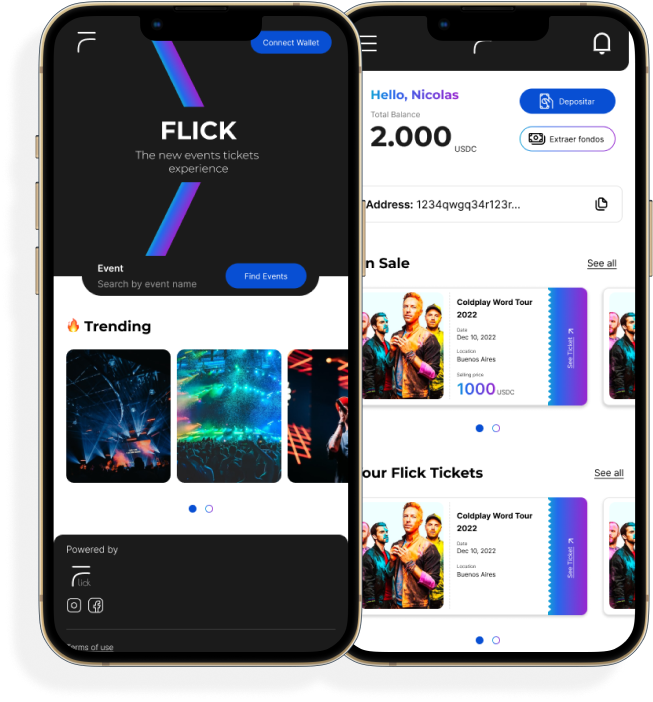 Connect Wallet
FLICK
The new events tickets
experience
Event
Search by event name
Find Events
Trending
Powered by
lick
Terms of use
Hello, Nicolas
Total Balance
2.000 USDC
Depositar
Extraer fondos
Address: 1234qwgq34r123r...
n Sale
See all
Coldplay Word Tour
2022
Date
Dec 10, 2022
Location
Buenos Aires
Selling price
1000 USDC
See Ticket
our Flick Tickets
See all
Coldplay Word Tour
2022
Date
Dec 10, 2022
Location
Buenos Aires
See Ticket